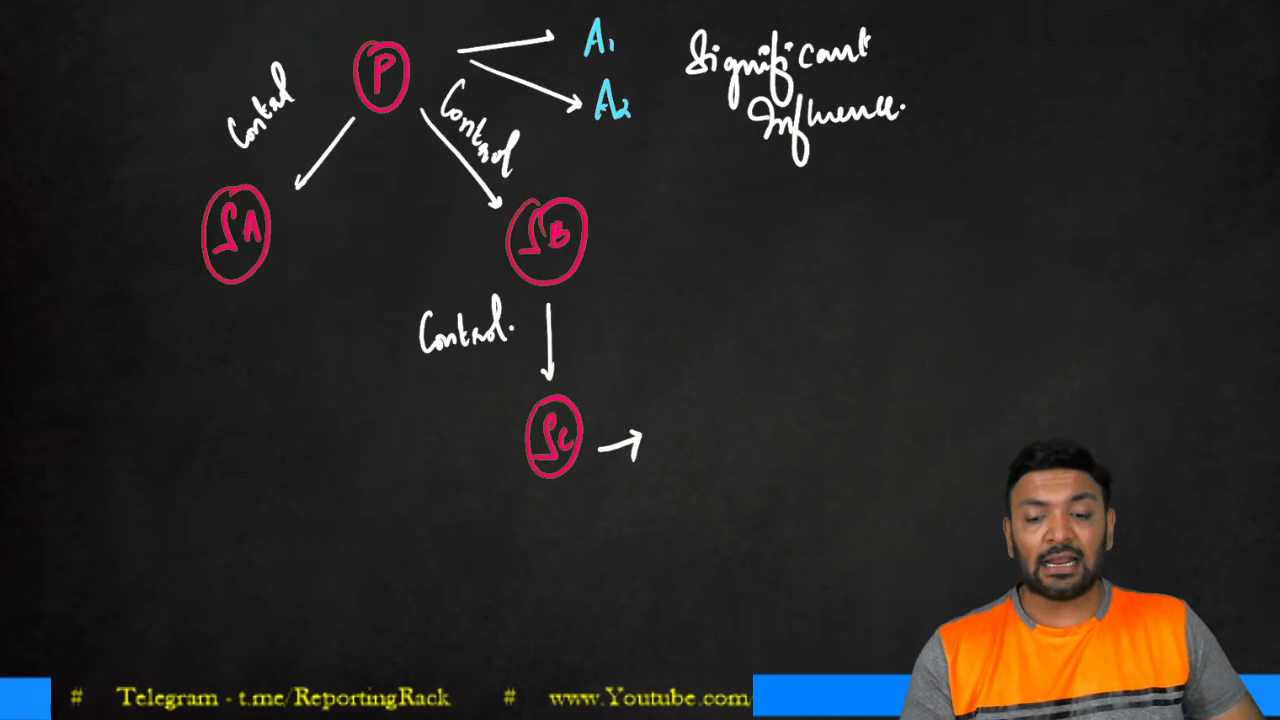 P
A1
A2
Significant
Influence.
Control
Control
SA
SB
Control.
SC
# Telegram - t.me/ReportingRack # www.Youtube.com/